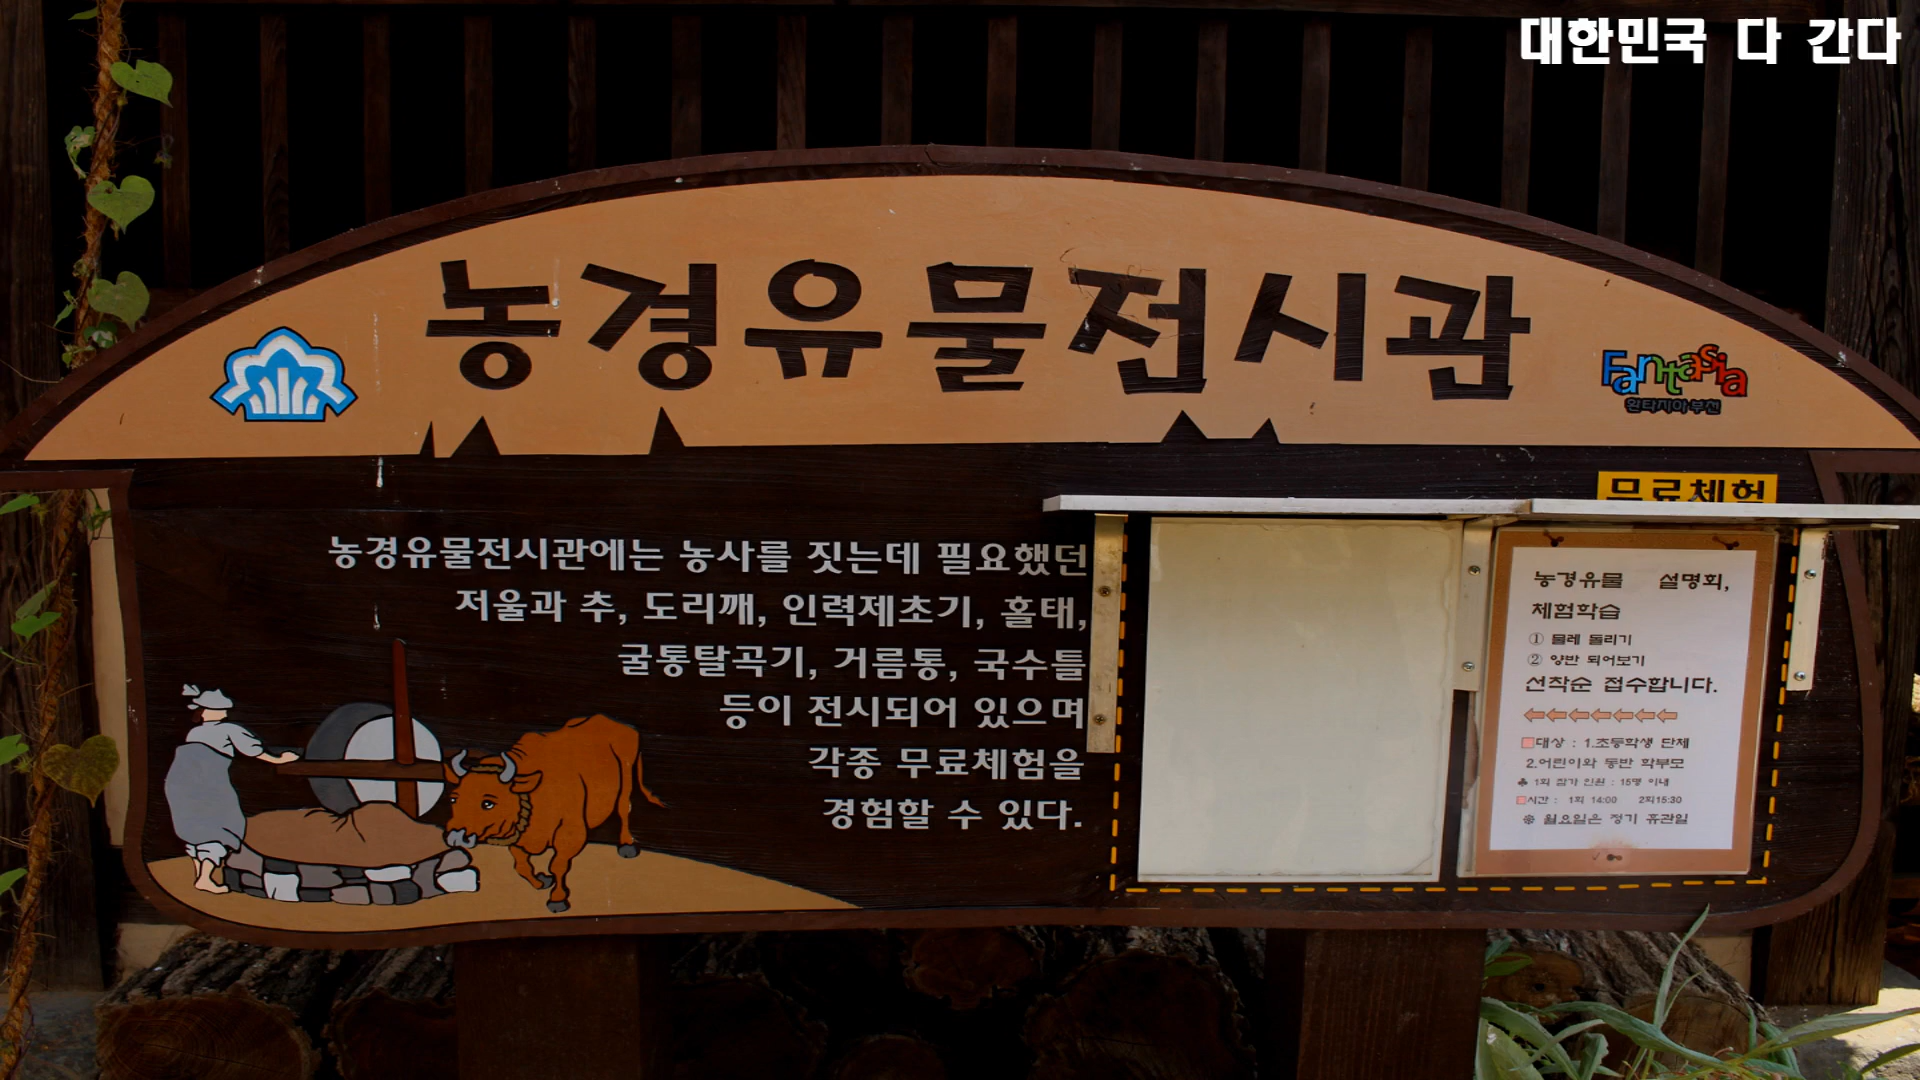 대한민국 다 간다
농경유물전시관
Fantasia
판타지아 부천
무료체험
농경유물전시관에는 농사를 짓는데 필요했던
저울과 추, 도리깨, 인력제초기, 홀태,
굴통탈곡기, 거름통, 국수틀
등이 전시되어 있으며
각종 무료체험을
경험할 수 있다.
농경유물 설명회,
체험학습
① 물레 돌리기
② 양반 되어보기
선착순 접수합니다.
대상 : 1.초등학생 단체
2.어린이와 동반 학부모
♣ 1회 참가 인원 : 15명 이내
시간 : 1회 14:00 2회15:30
※ 월요일은 정기 휴관일